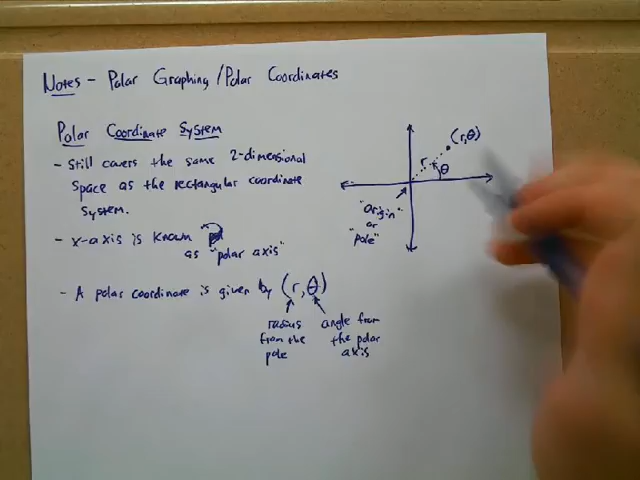 Notes - Polar Graphing/Polar Coordinates
Polar Coordinate System
- Still covers the same 2-dimensional
space as the rectangular coordinate
system.
- x-axis is known
as "polar axis"
- A polar coordinate is given by (r, θ)
radius
from the
pole
angle from
the polar
axis
(r,θ)
r
θ
"origin"
or
"pole"